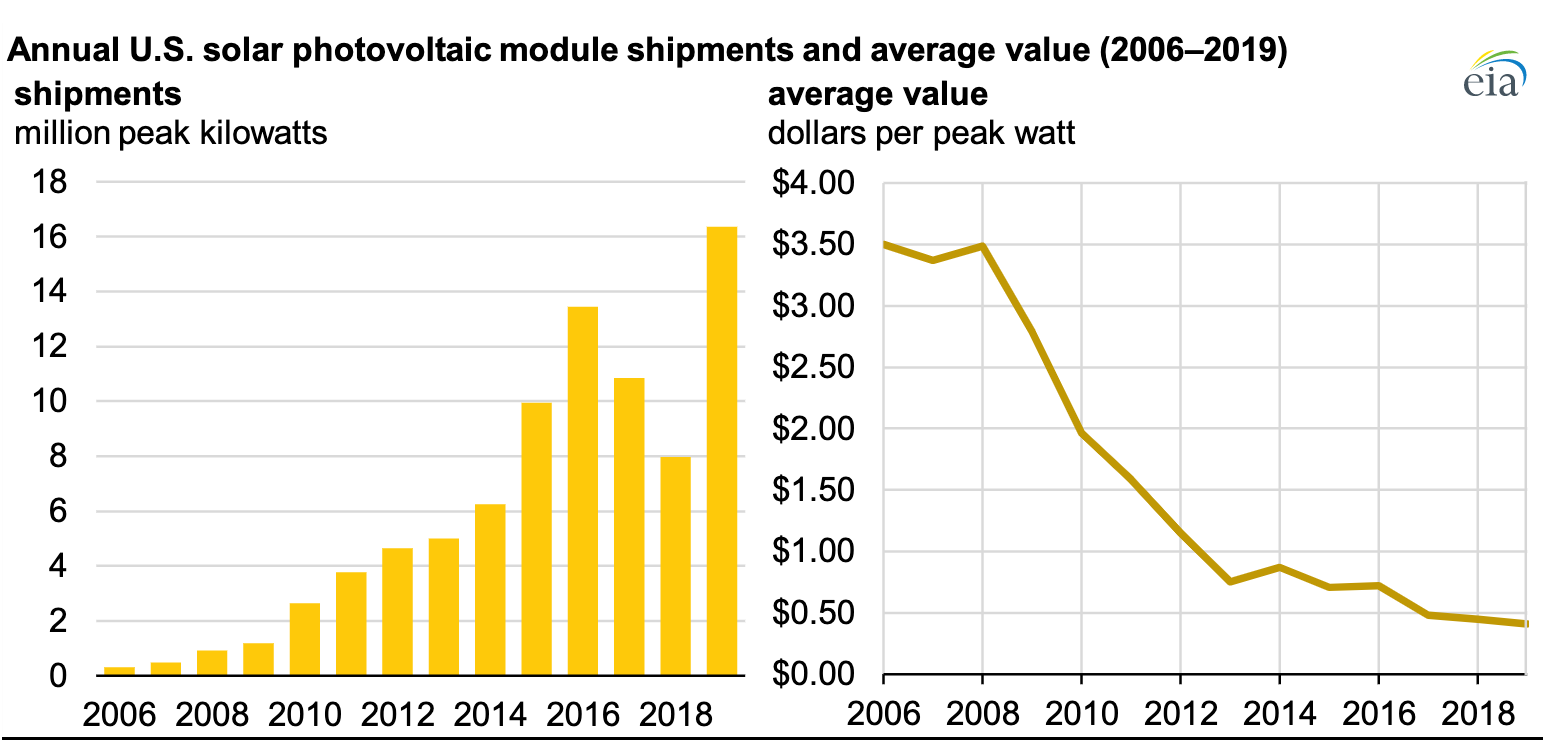 Annual U.S. solar photovoltaic module shipments and average value (2006–2019)
eia
shipments
million peak kilowatts
18
16
14
12
10
8
6
4
2
0
2006 2008 2010 2012 2014 2016 2018
average value
dollars per peak watt
$4.00
$3.50
$3.00
$2.50
$2.00
$1.50
$1.00
$0.50
$0.00
2006 2008 2010 2012 2014 2016 2018